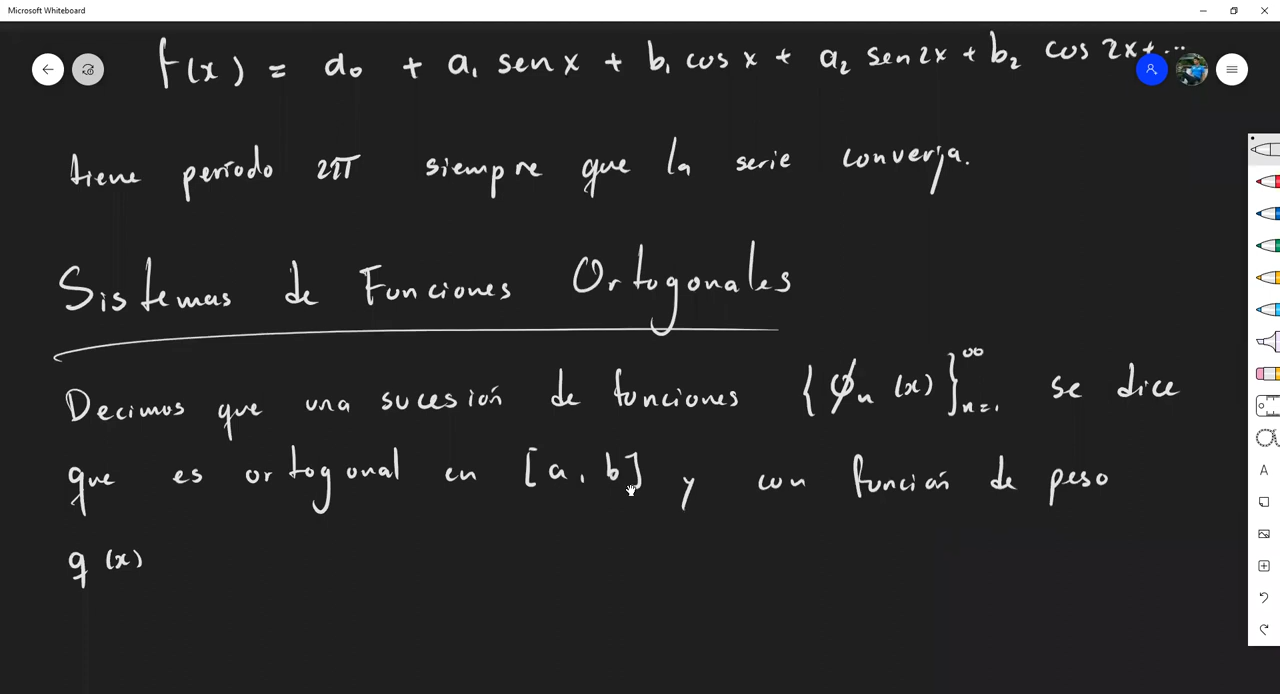 Microsoft Whiteboard
f(x) = a₀ + a₁ sen x + b₁ cos x + a₂ sen 2x + b₂ cos 2x + ...
tiene período 2π siempre que la serie converja.
Sistemas de Funciones Ortogonales
Decimos que una sucesión de funciones {ϕₙ(x)}ₙ₌₁^∞ se dice
que es ortogonal en [a, b] y con función de peso
q(x)
A